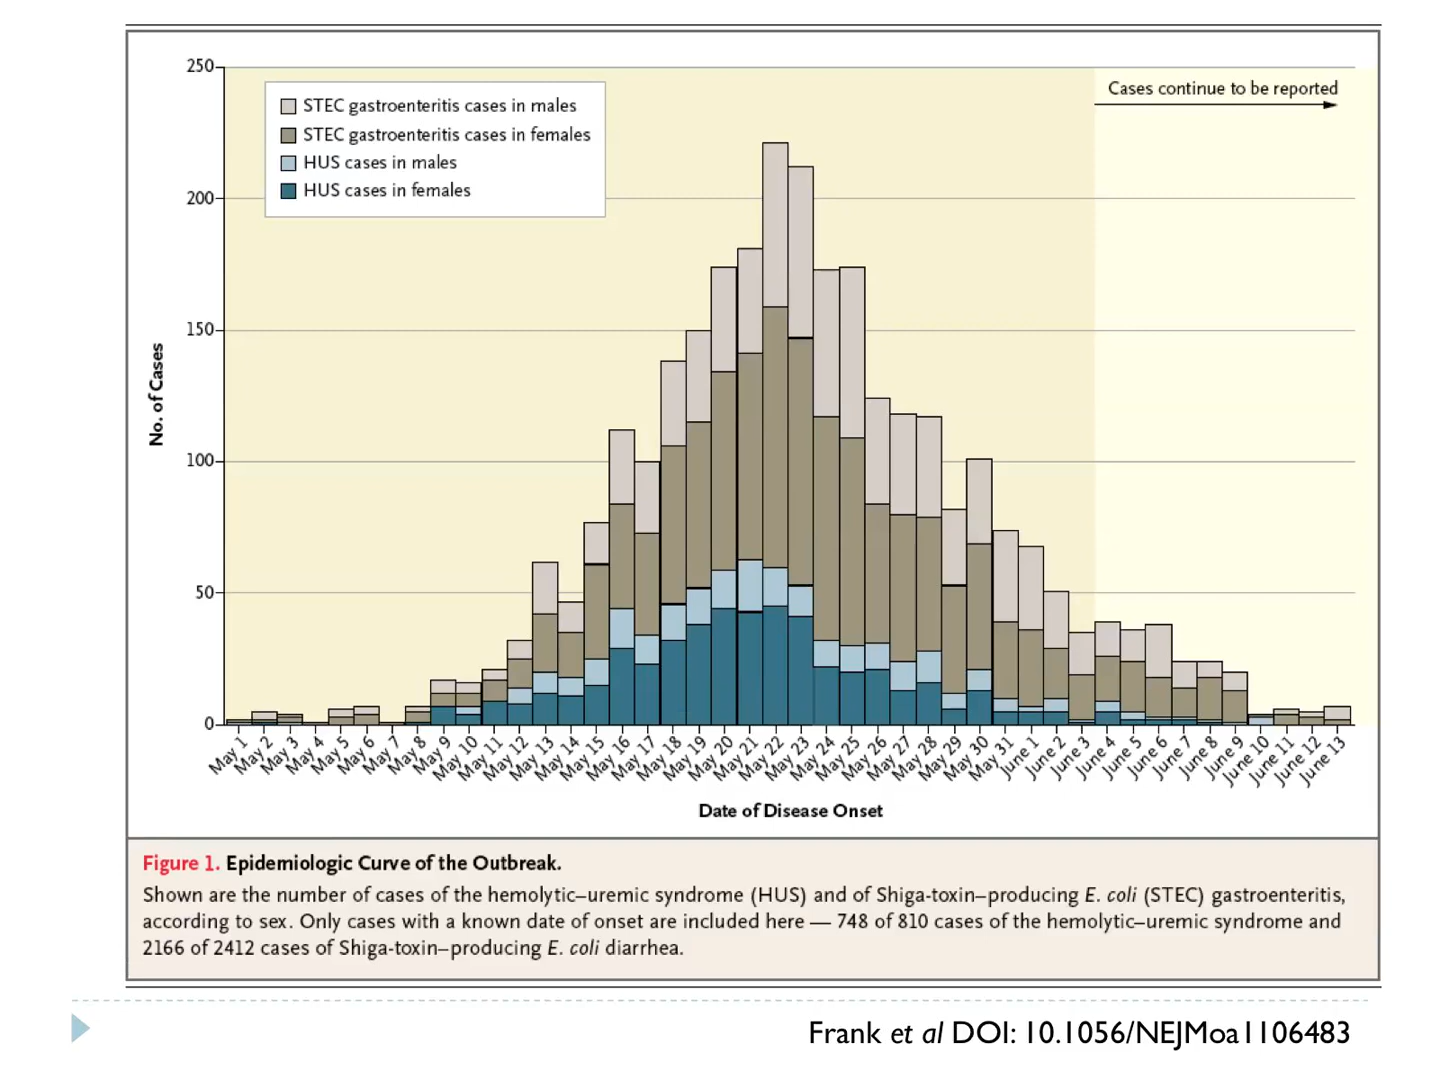 250
200
150
100
50
0
No. of Cases
STEC gastroenteritis cases in males
STEC gastroenteritis cases in females
HUS cases in males
HUS cases in females
Cases continue to be reported
May 1
May 2
May 3
May 4
May 5
May 6
May 7
May 8
May 9
May 10
May 11
May 12
May 13
May 14
May 15
May 16
May 17
May 18
May 19
May 20
May 21
May 22
May 23
May 24
May 25
May 26
May 27
May 28
May 29
May 30
May 31
June 1
June 2
June 3
June 4
June 5
June 6
June 7
June 8
June 9
June 10
June 11
June 12
June 13
Date of Disease Onset
Figure 1. Epidemiologic Curve of the Outbreak.
Shown are the number of cases of the hemolytic–uremic syndrome (HUS) and of Shiga-toxin–producing E. coli (STEC) gastroenteritis,
according to sex. Only cases with a known date of onset are included here — 748 of 810 cases of the hemolytic–uremic syndrome and
2166 of 2412 cases of Shiga-toxin–producing E. coli diarrhea.
Frank et al DOI: 10.1056/NEJMoa1106483